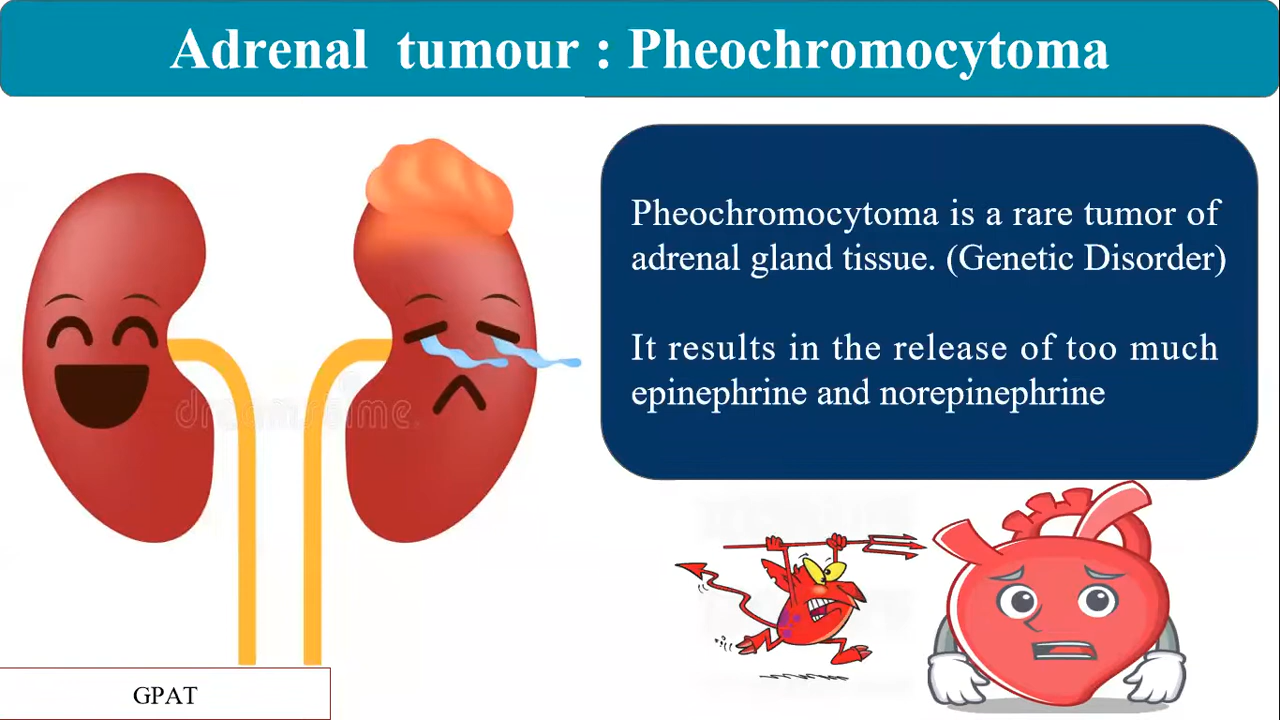 Adrenal tumour : Pheochromocytoma
Pheochromocytoma is a rare tumor of
adrenal gland tissue. (Genetic Disorder)
It results in the release of too much
epinephrine and norepinephrine
dreamstime.
GPAT